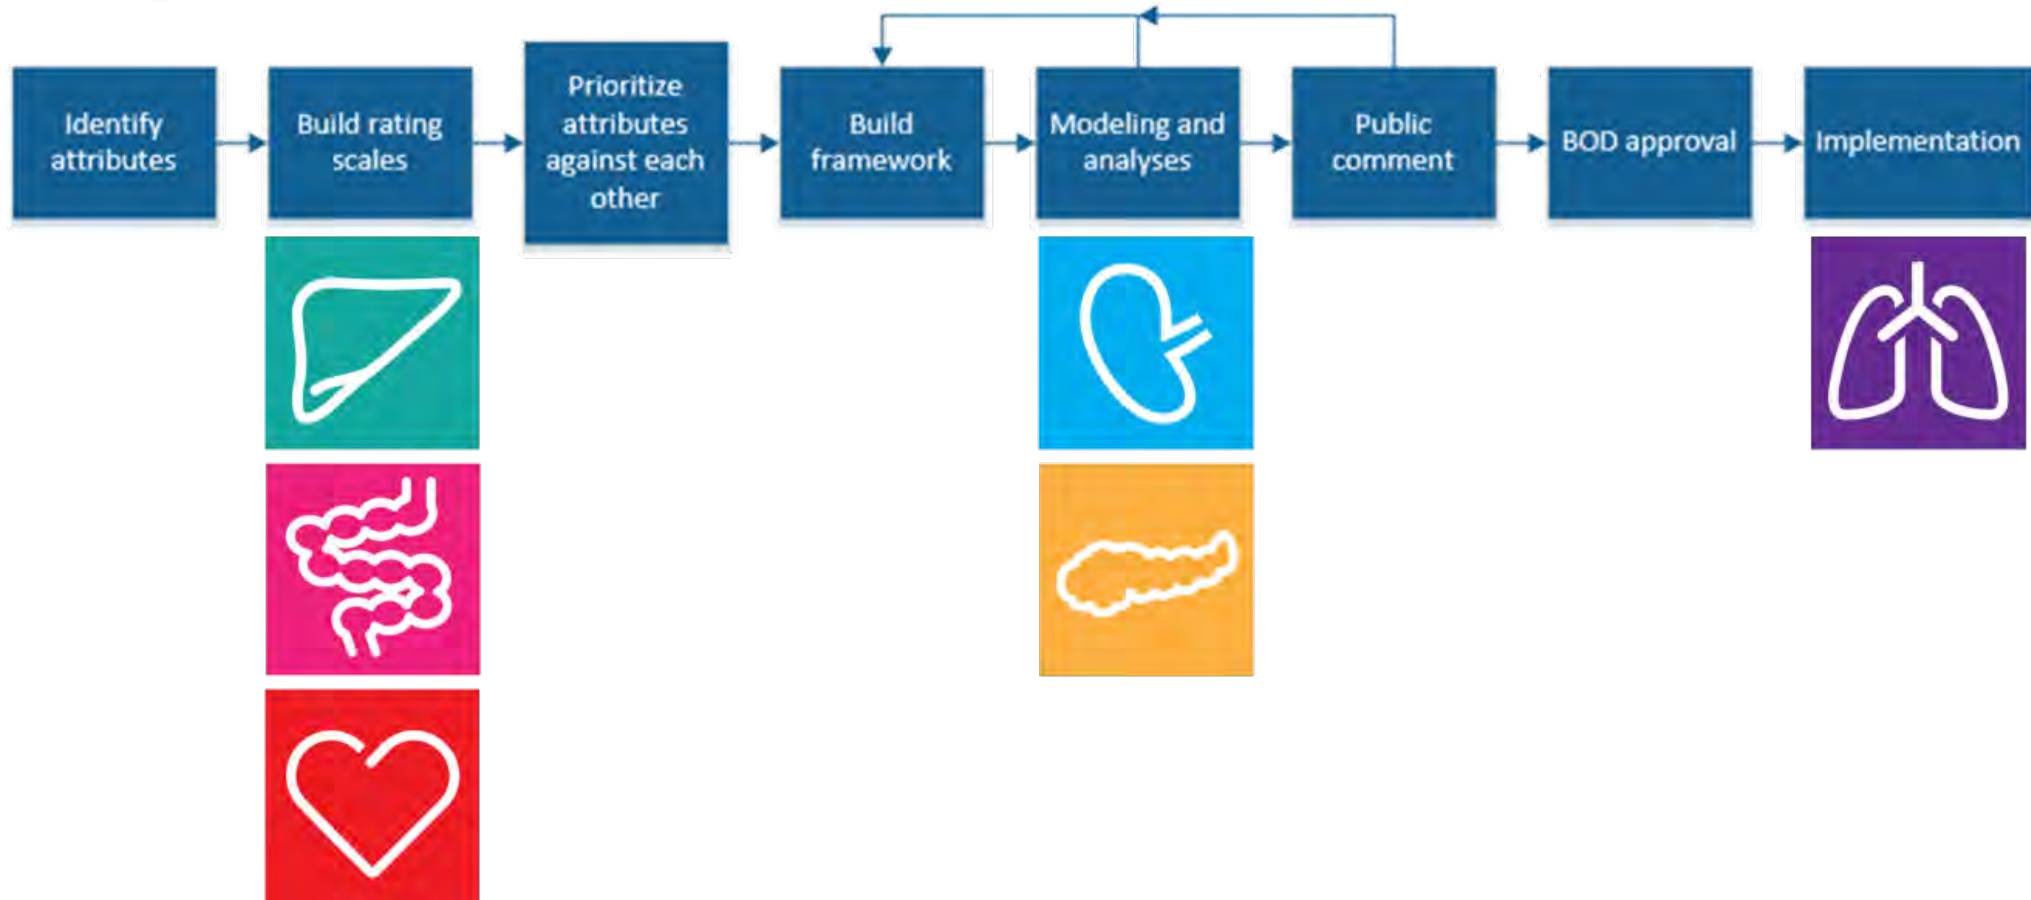 Identify
attributes
Build rating
scales
Prioritize
attributes
against each
other
Build
framework
Modeling and
analyses
Public
comment
BOD approval
Implementation